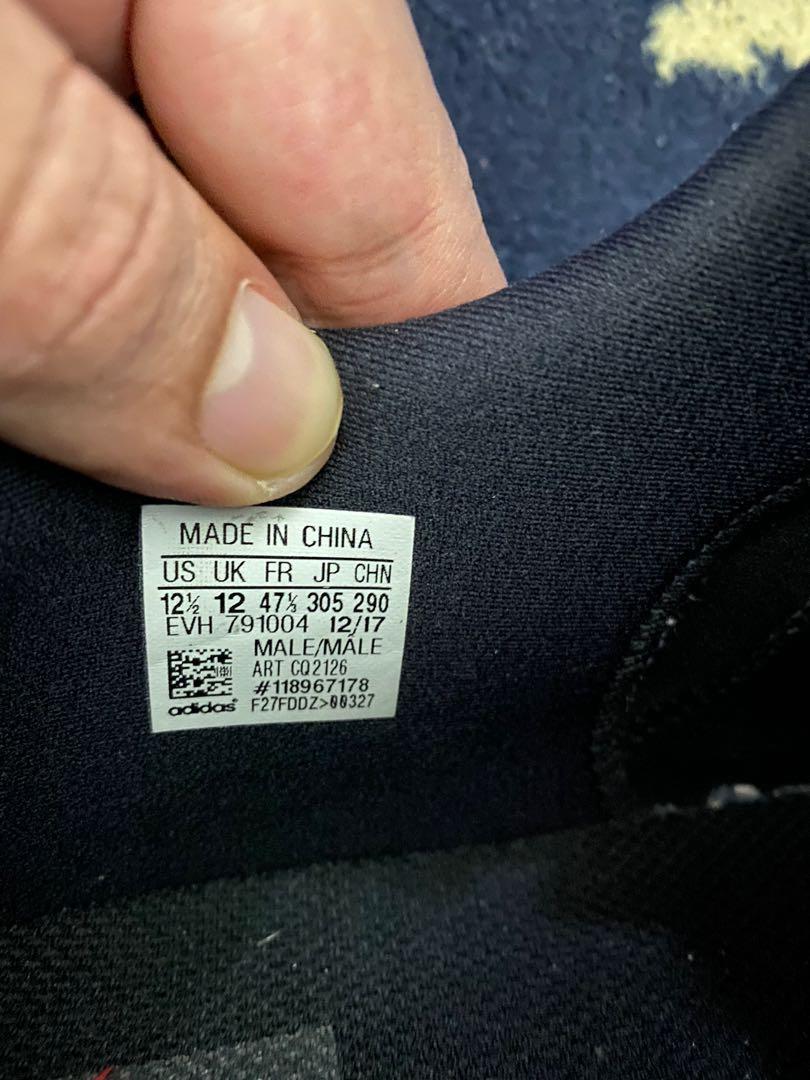 MADE IN CHINA
US UK FR JP CHN
12½ 12 47⅓ 305 290
EVH 791004 12/17
MALE/MÂLE
ART CQ2126
#118967178
adidas® F27FDDZ>00327